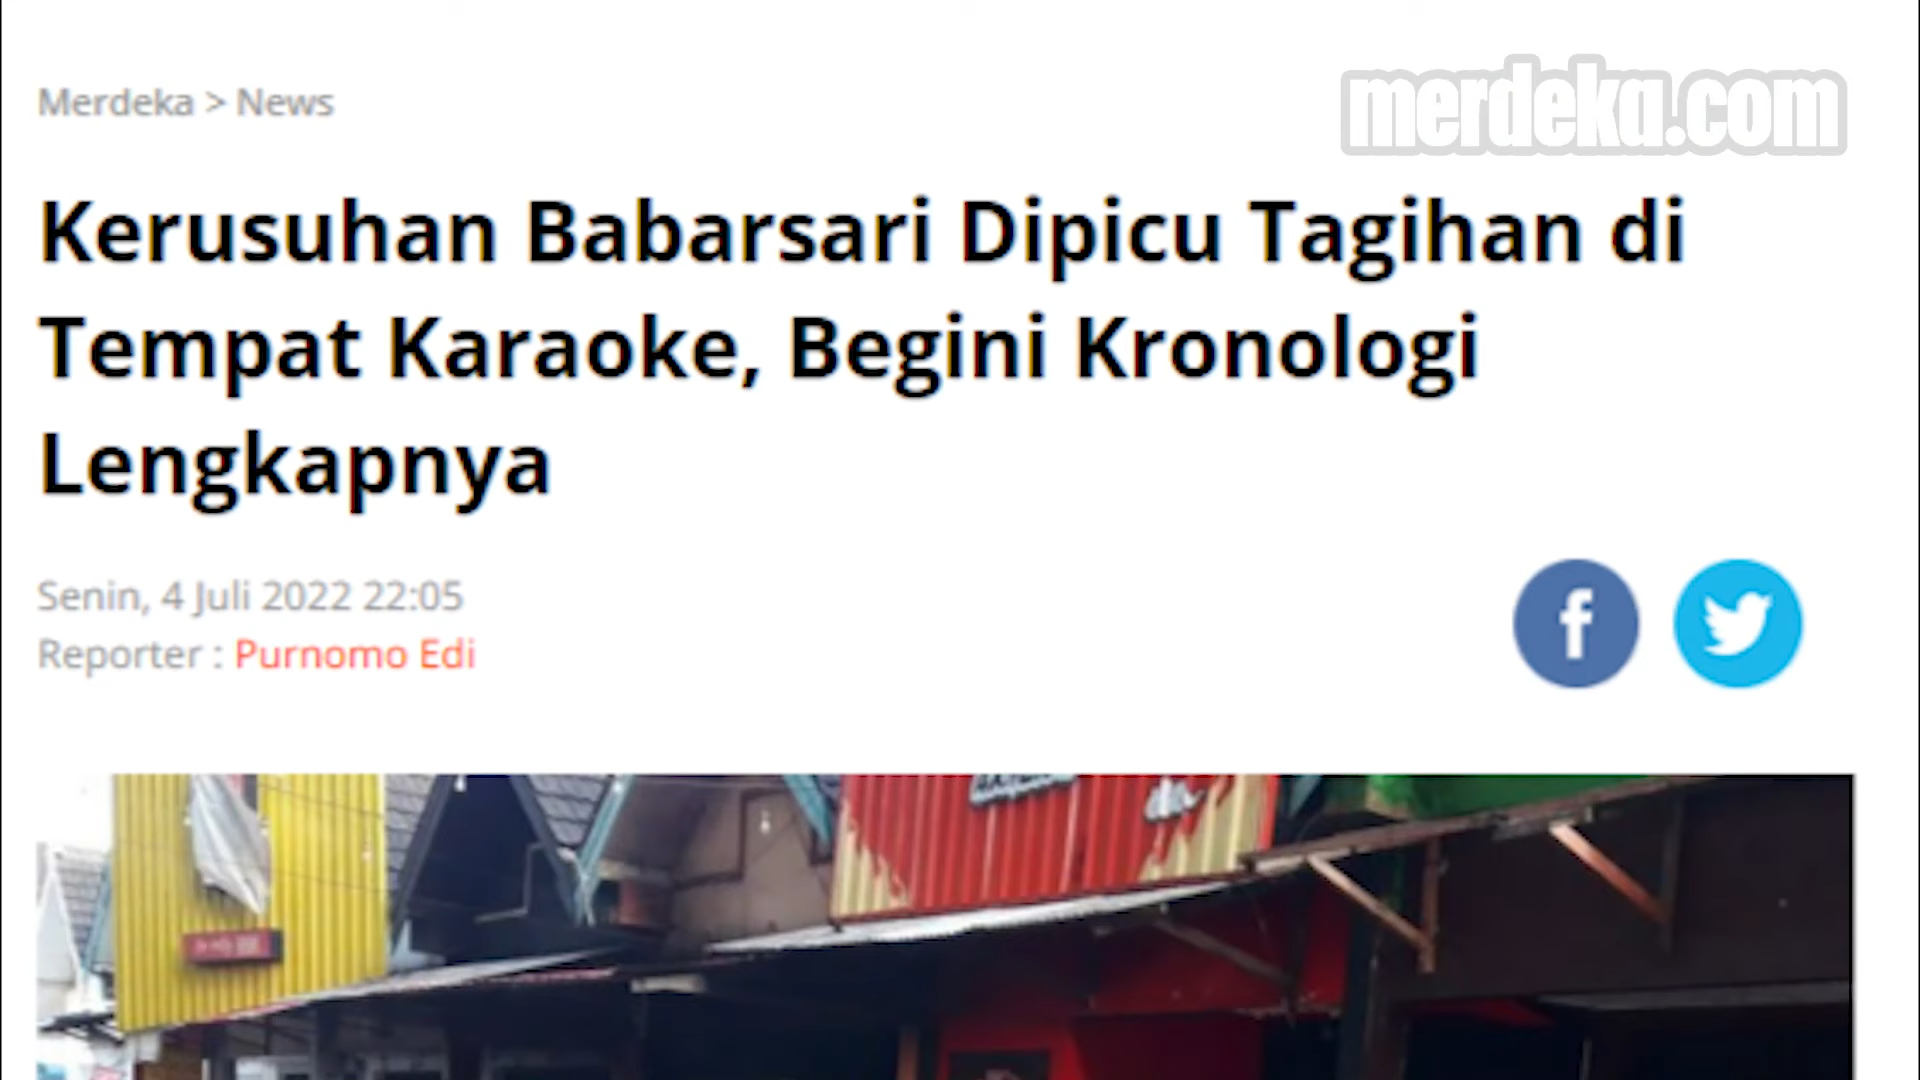 Merdeka > News
merdeka.com
Kerusuhan Babarsari Dipicu Tagihan di
Tempat Karaoke, Begini Kronologi
Lengkapnya
Senin, 4 Juli 2022 22:05
Reporter : Purnomo Edi